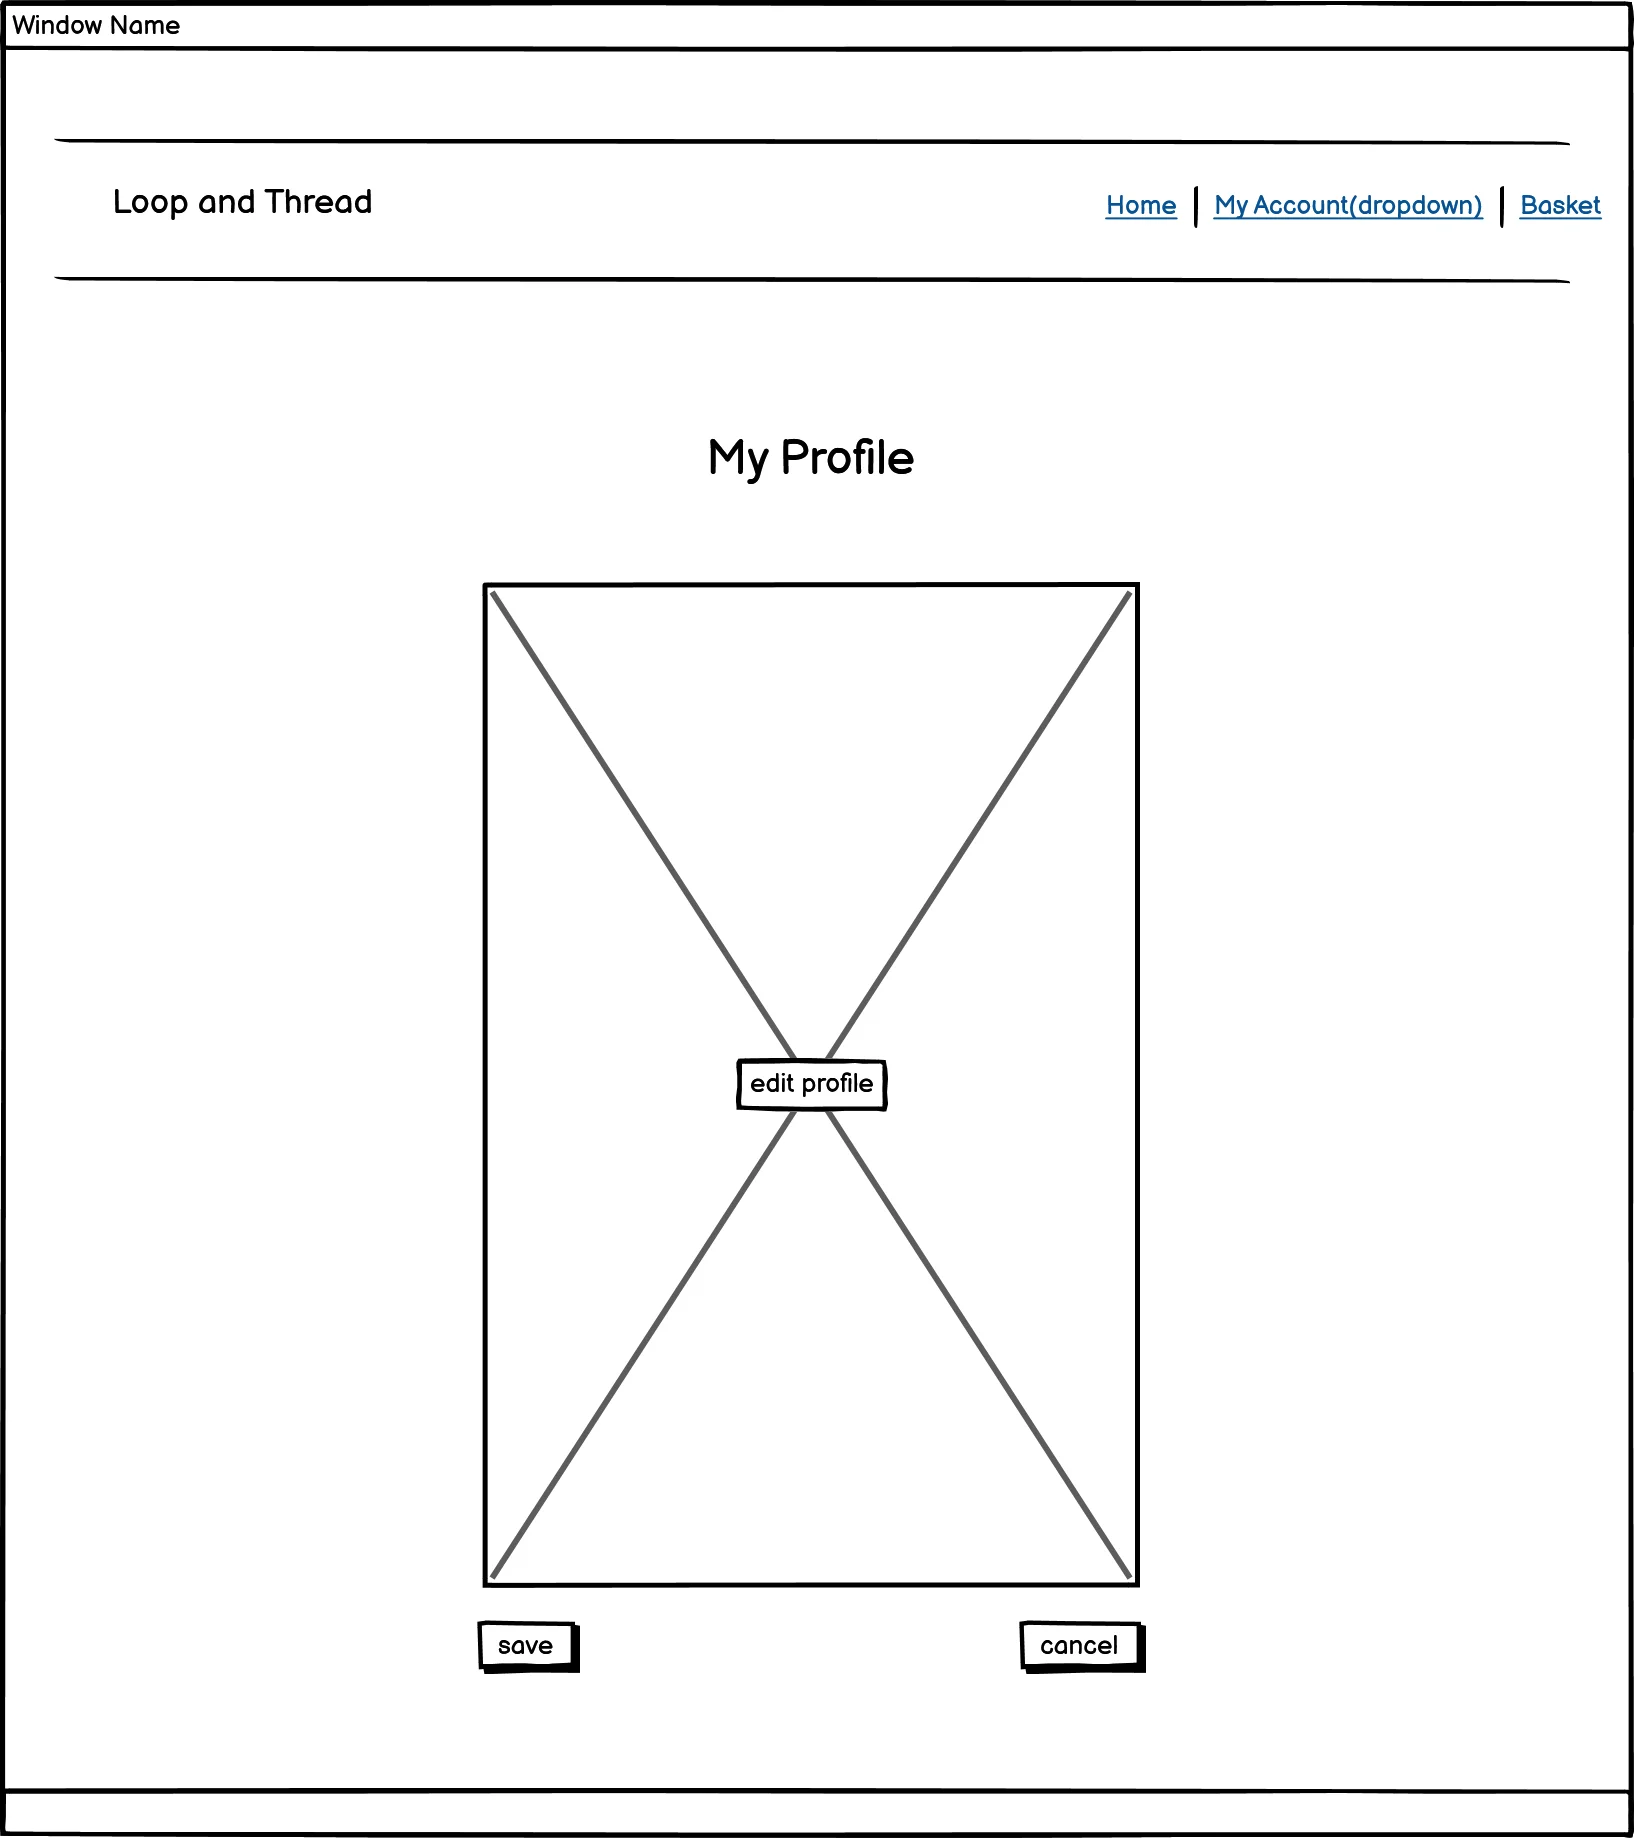 Window Name
Loop and Thread
Home | My Account(dropdown) | Basket
My Profile
edit profile
save
cancel